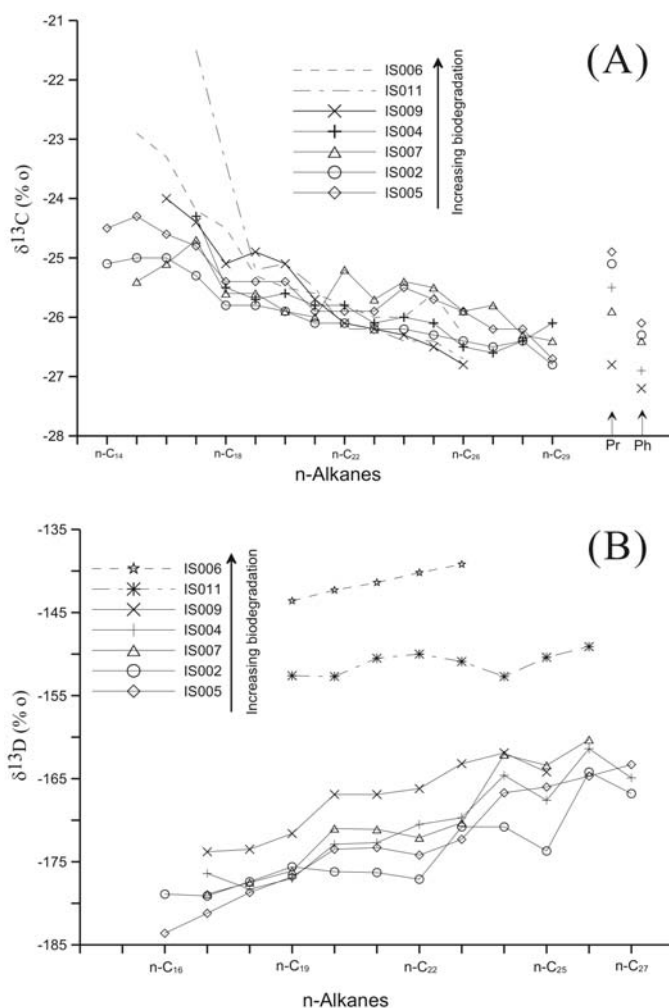 (A)
-21
-22
-23
-24
-25
-26
-27
-28
δ¹³C (% o)
IS006
IS011
IS009
IS004
IS007
IS002
IS005
Increasing biodegradation
n-C₁₄ n-C₁₈ n-C₂₂ n-C₂₆ n-C₂₉ Pr Ph
n-Alkanes
(B)
-135
-145
-155
-165
-175
-185
δ¹³D (% o)
IS006
IS011
IS009
IS004
IS007
IS002
IS005
Increasing biodegradation
n-C₁₆ n-C₁₉ n-C₂₂ n-C₂₅ n-C₂₇
n-Alkanes